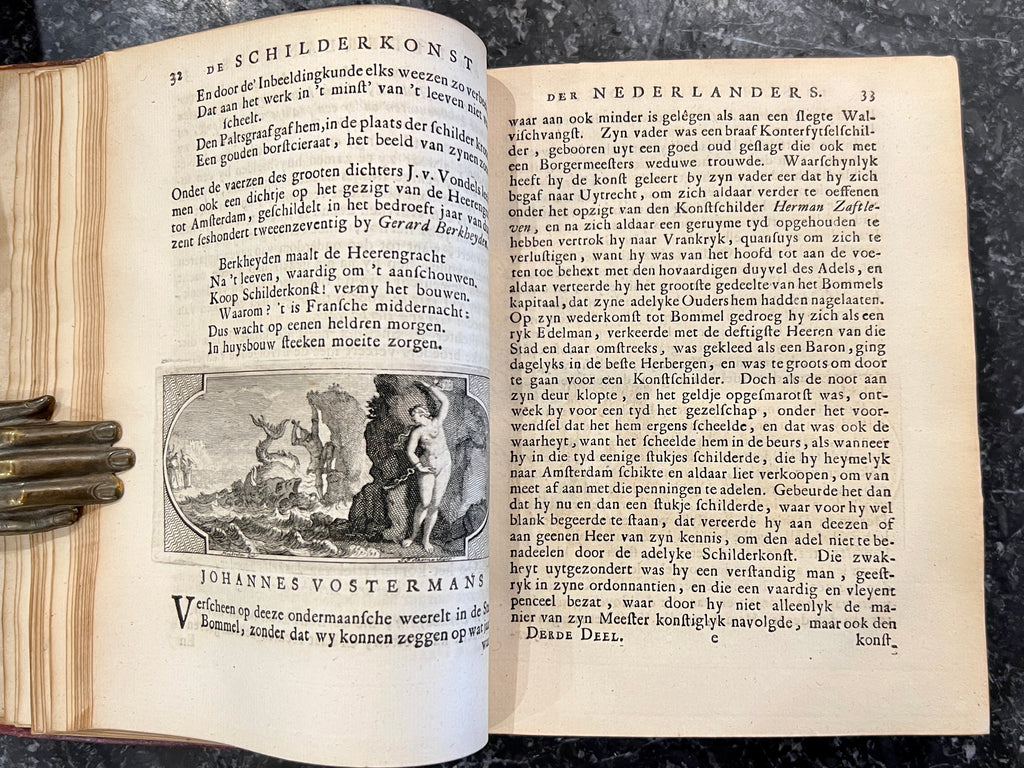 32 DE SCHILDERKONST
En door de' Inbeeldingkunde elks weezen zo
Dat aan het werk in 't minst' van 't leeven
ſcheelt.
Den Paltsgraaf gaf hem, in de plaats der ſchilder
Een gouden borſtcieraat, het beeld van zynen
Onder de vaerzen des grooten dichters J. v. Vondels
men ook een dichtje op het gezigt van de Heerengr
tot Amſterdam, geſchildelt in het bedroeft jaar van
zent ſeshondert tweeenzeventig by Gerard Berkheyden
Berkheyden maalt de Heerengracht
Na 't leeven, waardig om 't aanſchouwen.
Koop Schilderkonſt! vermy het bouwen.
Waarom? 't is Franſche middernacht:
Dus wacht op eenen heldren morgen.
In huysbouw ſteeken moeite zorgen.
JOHANNES VOSTERMANS
Verſcheen op deeze ondermaanſche weerelt in de
Bommel, zonder dat wy konnen zeggen op wat
DER NEDERLANDERS. 33
waar aan ook minder is gelégen als aan een ſlegte Wal-
viſchvangſt. Zyn vader was een braaf Konterfytſelſchil-
der, gebooren uyt een goed oud geſlagt die ook met
een Borgermeeſters weduwe trouwde. Waarſchynlyk
heeft hy de konſt geleert by zyn vader eer dat hy zich
begaf naar Uytrecht, om zich aldaar verder te oeffenen
onder het opzigt van den Konſtſchilder Herman Zaftle-
ven, en na zich aldaar een geruyme tyd opgehouden te
hebben vertrok hy naar Vrankryk, quanſuys om zich te
verluſtigen, want hy was van het hoofd tot aan de voe-
ten toe behext met den hovaardigen duyvel des Adels, en
aldaar verteerde hy het grootſte gedeelte van het Bommels
kapitaal, dat zyne adelyke Ouders hem hadden nagelaaten.
Op zyn wederkomſt tot Bommel gedroeg hy zich als een
ryk Edelman, verkeerde met de deftigſte Heeren van die
Stad en daar omſtreeks, was gekleed als een Baron, ging
dagelyks in de beſte Herbergen, en was te groots om door
te gaan voor een Konſtſchilder. Doch als de noot aan
zyn deur klopte, en het geldje opgeſmarotſt was, ont-
week hy voor een tyd het gezelſchap, onder het voor-
wendſel dat het hem ergens ſcheelde, en dat was ook de
waarheyt, want het ſcheelde hem in de beurs, als wanneer
hy in die tyd eenige ſtukjes ſchilderde, die hy heymelyk
naar Amſterdam ſchikte en aldaar liet verkoopen, om van
meet af aan met die penningen te adelen. Gebeurde het dan
dat hy nu en dan een ſtukje ſchilderde, waar voor hy wel
blank begeerde te ſtaan, dat vereerde hy aan deezen of
aan geenen Heer van zyn kennis, om den adel niet te be-
nadeelen door de adelyke Schilderkonſt. Die zwak-
heyt uytgezondert was hy een verſtandig man, geeſt-
ryk in zyne ordonnantien, en die een vaardig en vleyent
penceel bezat, waar door hy niet alleenlyk de ma-
nier van zyn Meeſter konſtiglyk navolgde, maar ook den
DERDE DEEL. e konſt